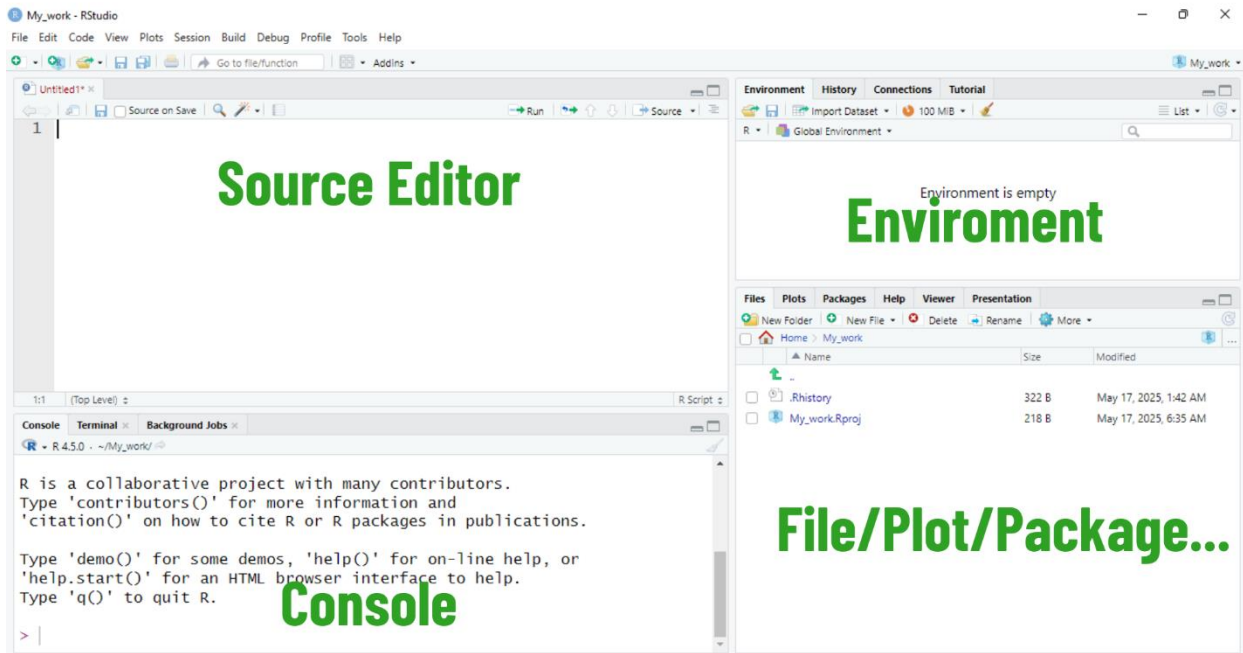 My_work - RStudio
File Edit Code View Plots Session Build Debug Profile Tools Help
Go to file/function Addins My_work
Untitled1*
Source on Save Run Source
1
Source Editor
1:1 (Top Level) R Script
Console Terminal Background Jobs
R 4.5.0 · ~/My_work/
R is a collaborative project with many contributors.
Type 'contributors()' for more information and
'citation()' on how to cite R or R packages in publications.
Type 'demo()' for some demos, 'help()' for on-line help, or
'help.start()' for an HTML browser interface to help.
Type 'q()' to quit R.
Console
>
Environment History Connections Tutorial
Import Dataset 100 MiB List
R Global Environment
Environment is empty
Enviroment
Files Plots Packages Help Viewer Presentation
New Folder New File Delete Rename More
Home My_work ...
Name Size Modified
..
.Rhistory 322 B May 17, 2025, 1:42 AM
My_work.Rproj 218 B May 17, 2025, 6:35 AM
File/Plot/Package...